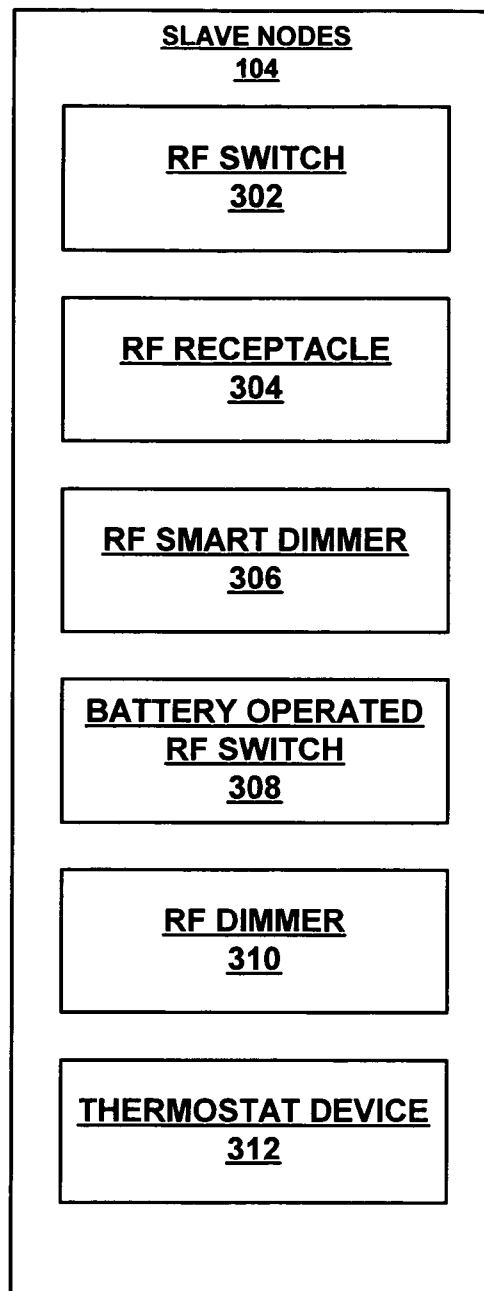 SLAVE NODES
104
RF SWITCH
302
RF RECEPTACLE
304
RF SMART DIMMER
306
BATTERY OPERATED
RF SWITCH
308
RF DIMMER
310
THERMOSTAT DEVICE
312